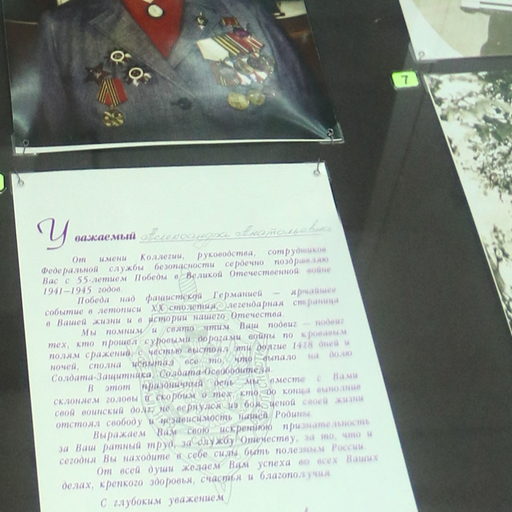 7
Уважаемый Александра Анатольевна
От имени Коллегии, руководства, сотрудников
Федеральной службы безопасности сердечно поздравляю
Вас с 55-летием Победы в Великой Отечественной войне
1941-1945 годов.
Победа над фашистской Германией – ярчайшее
событие в летописи XX столетия, легендарная страница
в Вашей жизни и в истории нашего Отечества.
Мы помним и свято чтим Ваш подвиг – подвиг
тех, кто прошел суровыми дорогами войны по кровавым
полям сражений, с честью выстоял эти долгие 1418 дней и
ночей, сполна испытал все то, что выпало на долю
Солдата-Защитника, Солдата-Освободителя.
В этот праздничный день мы вместе с Вами
склоняем головы и скорбим о тех, кто до конца выполнив
свой воинский долг, не вернулся из боя, ценой своей жизни
отстоял свободу и независимость нашей Родины.
Выражаем Вам свою искреннюю признательность
за Ваш ратный труд, за службу Отечеству, за то, что и
сегодня Вы находите в себе силы быть полезным России.
От всей души желаем Вам успеха во всех Ваших
делах, крепкого здоровья, счастья и благополучия.
С глубоким уважением,